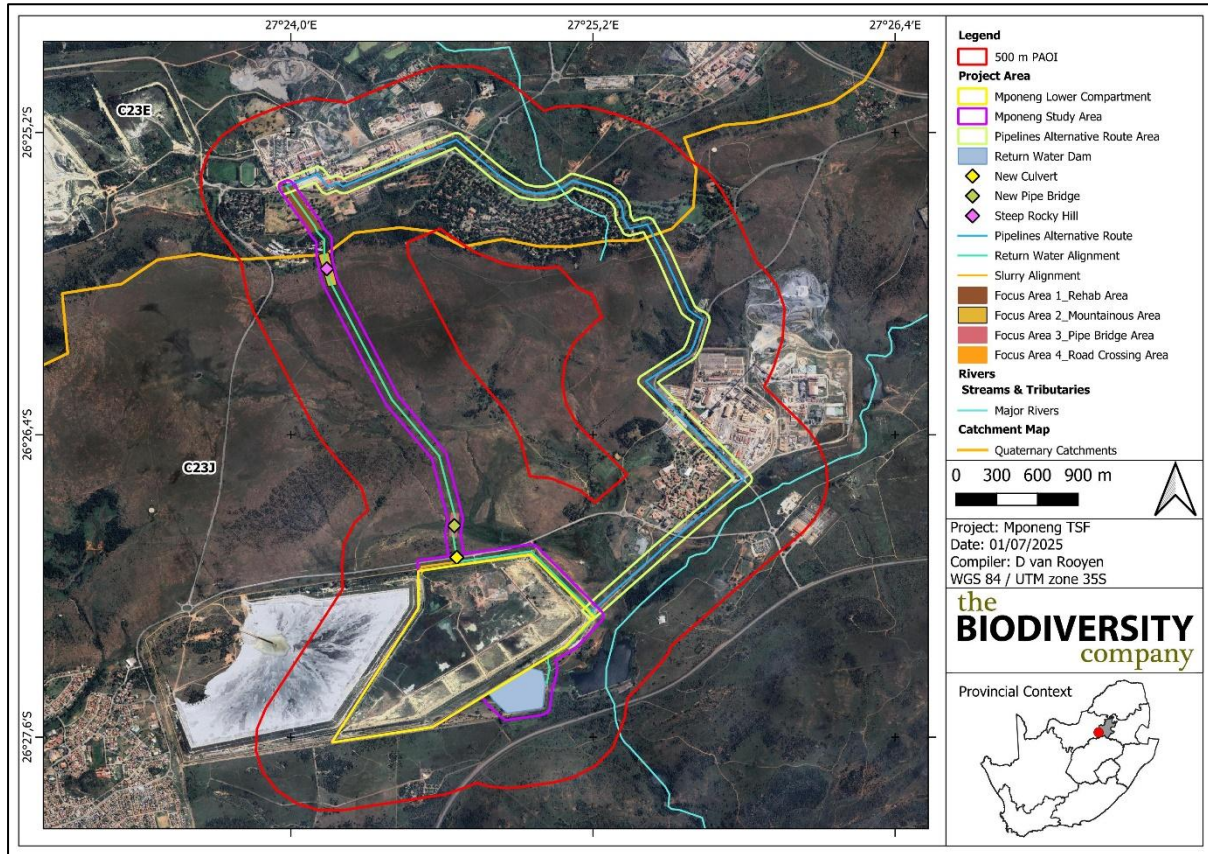 27°24,0'E
27°25,2'E
27°26,4'E
26°25,2'S
26°26,4'S
26°27,6'S
C23E
C23J
Legend
500 m PAOI
Project Area
Mponeng Lower Compartment
Mponeng Study Area
Pipelines Alternative Route Area
Return Water Dam
New Culvert
New Pipe Bridge
Steep Rocky Hill
Pipelines Alternative Route
Return Water Alignment
Slurry Alignment
Focus Area 1_Rehab Area
Focus Area 2_Mountainous Area
Focus Area 3_Pipe Bridge Area
Focus Area 4_Road Crossing Area
Rivers
Streams & Tributaries
Major Rivers
Catchment Map
Quaternary Catchments
0 300 600 900 m
Project: Mponeng TSF
Date: 01/07/2025
Compiler: D van Rooyen
WGS 84 / UTM zone 35S
the
BIODIVERSITY
company
Provincial Context